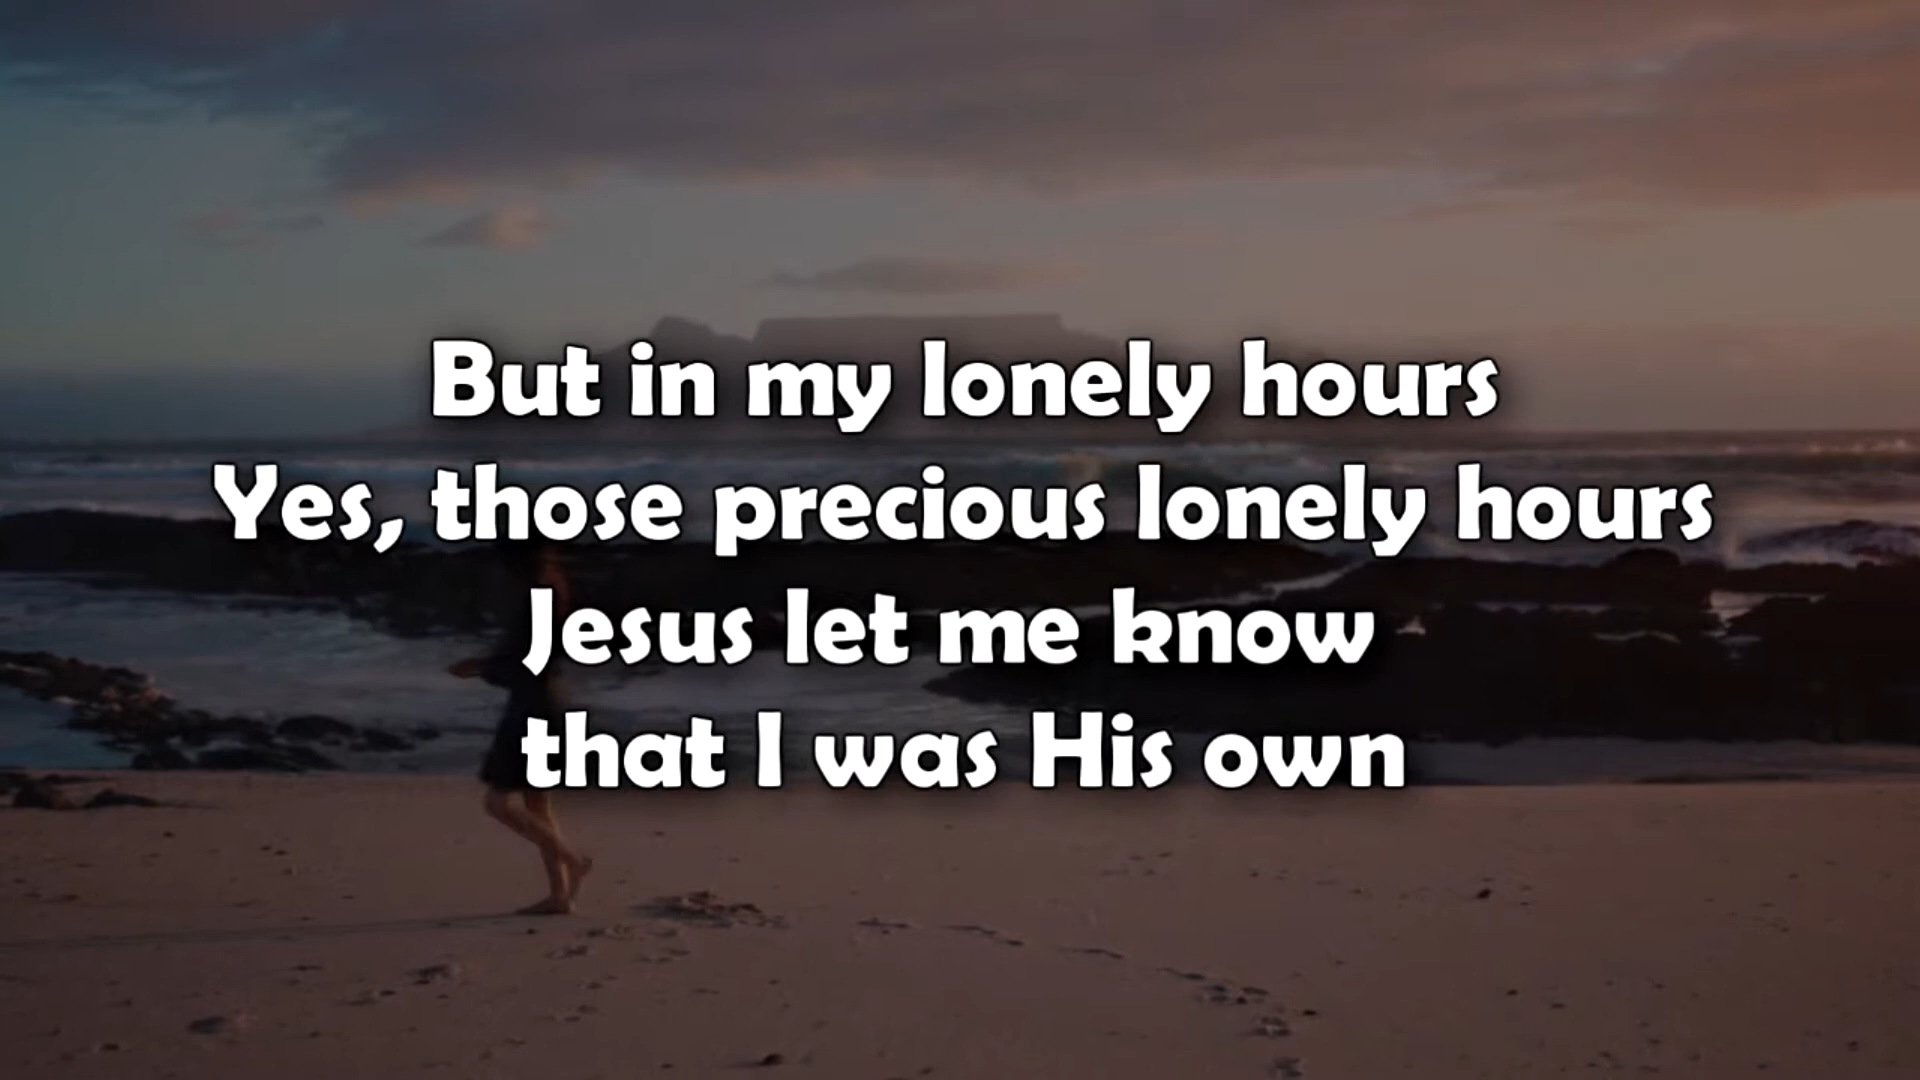 But in my lonely hours
Yes, those precious lonely hours
Jesus let me know
that I was His own